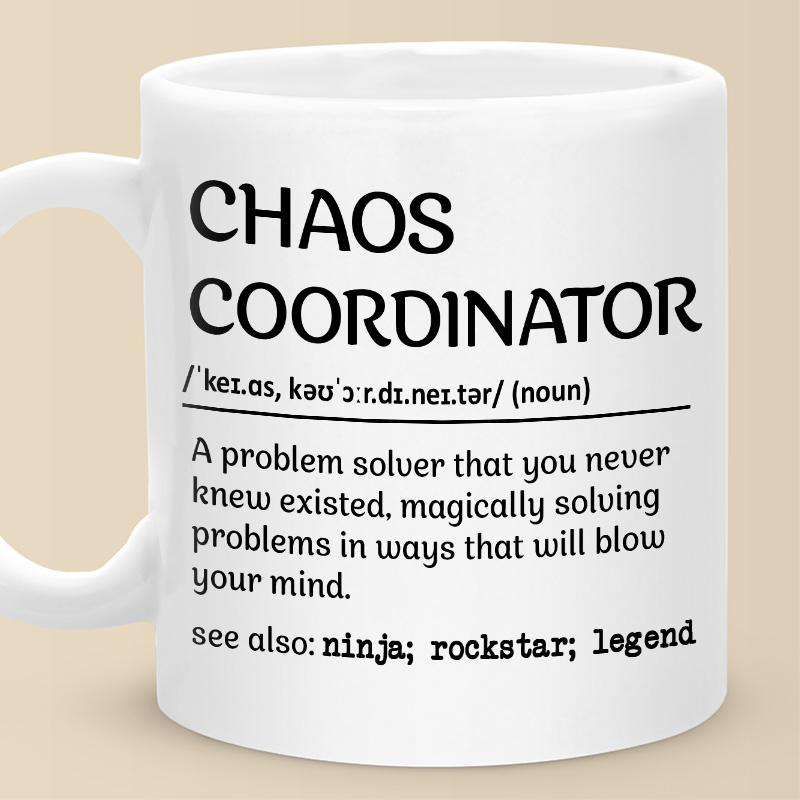 CHAOS
COORDINATOR
/ˈkeɪ.ɑs, kəʊˈɔːr.dɪ.neɪ.tər/ (noun)
A problem solver that you never
knew existed, magically solving
problems in ways that will blow
your mind.
see also: ninja; rockstar; legend